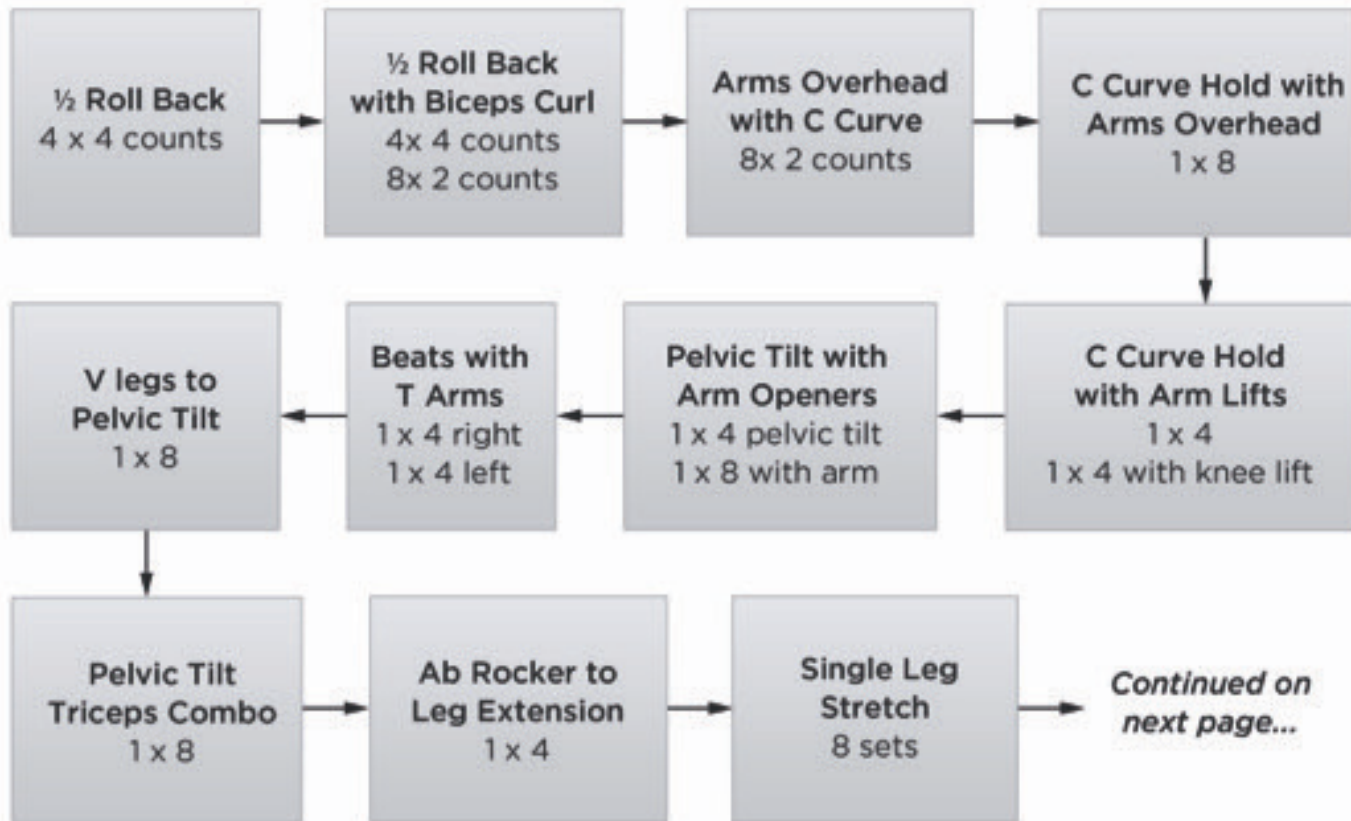 ½ Roll Back
4 x 4 counts
½ Roll Back
with Biceps Curl
4x 4 counts
8x 2 counts
Arms Overhead
with C Curve
8x 2 counts
C Curve Hold with
Arms Overhead
1 x 8
C Curve Hold
with Arm Lifts
1 x 4
1 x 4 with knee lift
Pelvic Tilt with
Arm Openers
1 x 4 pelvic tilt
1 x 8 with arm
Beats with
T Arms
1 x 4 right
1 x 4 left
V legs to
Pelvic Tilt
1 x 8
Pelvic Tilt
Triceps Combo
1 x 8
Ab Rocker to
Leg Extension
1 x 4
Single Leg
Stretch
8 sets
Continued on
next page...